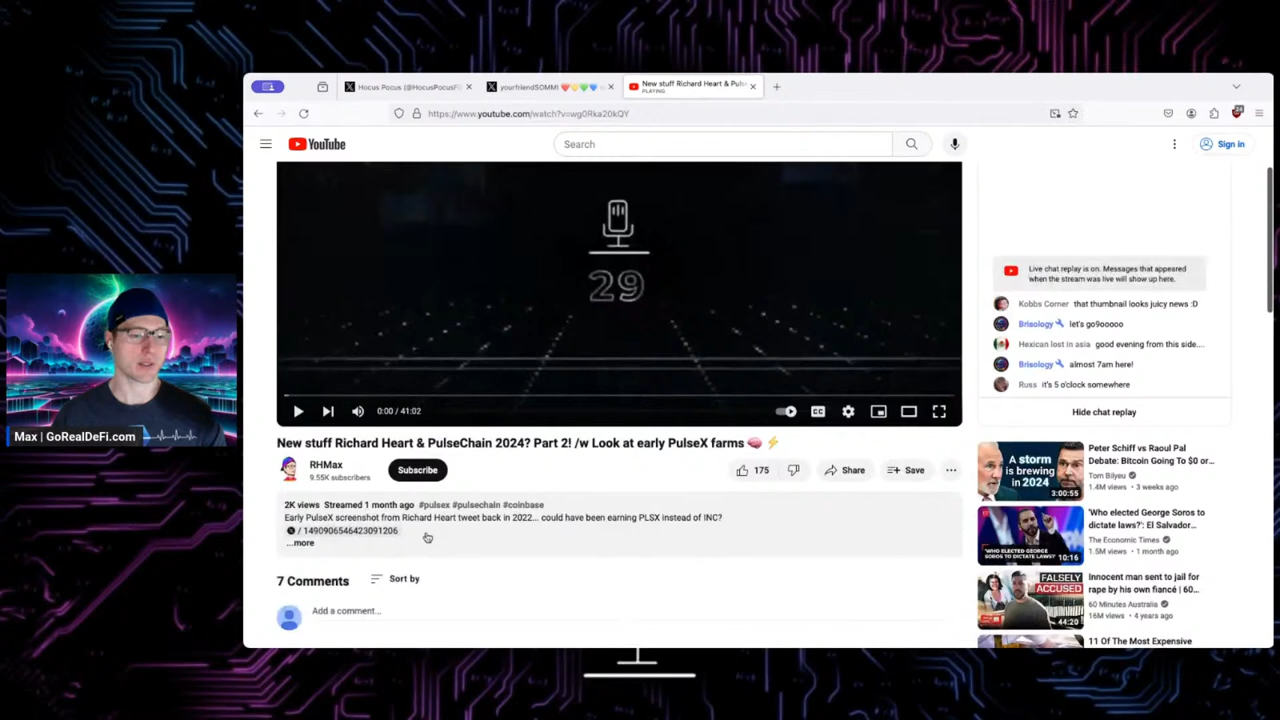 Hocus Pocus (@HocusPocusFi
yourfriendSOMMI
New stuff Richard Heart & Pulse
PLAYING
https://www.youtube.com/watch?v=wg0Rka20kQY
24
YouTube
Search
Sign in
29
0:00 / 41:02
CC
Live chat replay is on. Messages that appeared
when the stream was live will show up here.
Kobbs Corner that thumbnail looks juicy news :D
Brisology let's go9ooooo
Hexican lost in asia good evening from this side....
Brisology almost 7am here!
Russ it's 5 o'clock somewhere
Hide chat replay
Max | GoRealDeFi.com
New stuff Richard Heart & PulseChain 2024? Part 2! /w Look at early PulseX farms 🧠 ⚡
RHMax
9.55K subscribers
Subscribe
175
Share
Save
2K views Streamed 1 month ago #pulsex #pulsechain #coinbase
Early PulseX screenshot from Richard Heart tweet back in 2022... could have been earning PLSX instead of INC?
/ 1490906546423091206
...more
7 Comments
Sort by
Add a comment...
A storm
is brewing
in 2024
3:00:55
Peter Schiff vs Raoul Pal
Debate: Bitcoin Going To $0 or...
Tom Bilyeu
1.4M views • 3 weeks ago
'WHO ELECTED GEORGE SOROS
TO DICTATE LAWS?'
10:16
'Who elected George Soros to
dictate laws?': El Salvador...
The Economic Times
1.5M views • 1 month ago
FALSELY
ACCUSED
44:20
Innocent man sent to jail for
rape by his own fiancé | 60...
60 Minutes Australia
16M views • 4 years ago
11 Of The Most Expensive